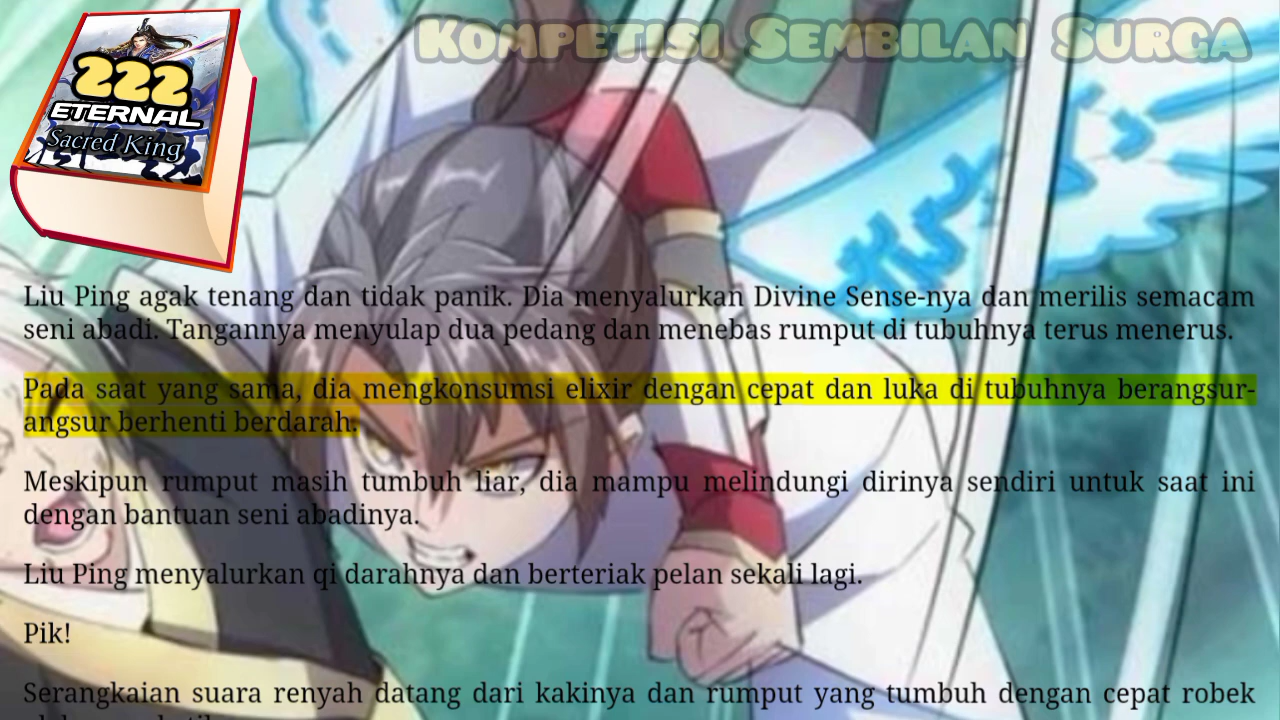 Kompetisi Sembilan Surga
222
ETERNAL
Sacred King
Liu Ping agak tenang dan tidak panik. Dia menyalurkan Divine Sense-nya dan merilis semacam
seni abadi. Tangannya menyulap dua pedang dan menebas rumput di tubuhnya terus menerus.
Pada saat yang sama, dia mengkonsumsi elixir dengan cepat dan luka di tubuhnya berangsur-
angsur berhenti berdarah.
Meskipun rumput masih tumbuh liar, dia mampu melindungi dirinya sendiri untuk saat ini
dengan bantuan seni abadinya.
Liu Ping menyalurkan qi darahnya dan berteriak pelan sekali lagi.
Pik!
Serangkaian suara renyah datang dari kakinya dan rumput yang tumbuh dengan cepat robek